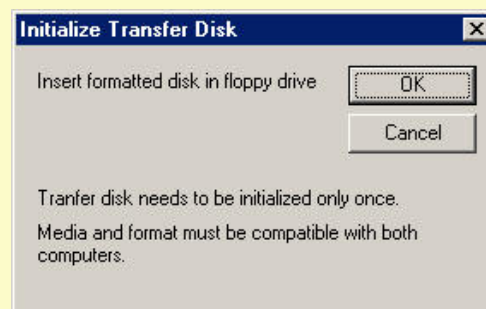 Initialize Transfer Disk
Insert formatted disk in floppy drive
OK
Cancel
Tranfer disk needs to be initialized only once.
Media and format must be compatible with both
computers.